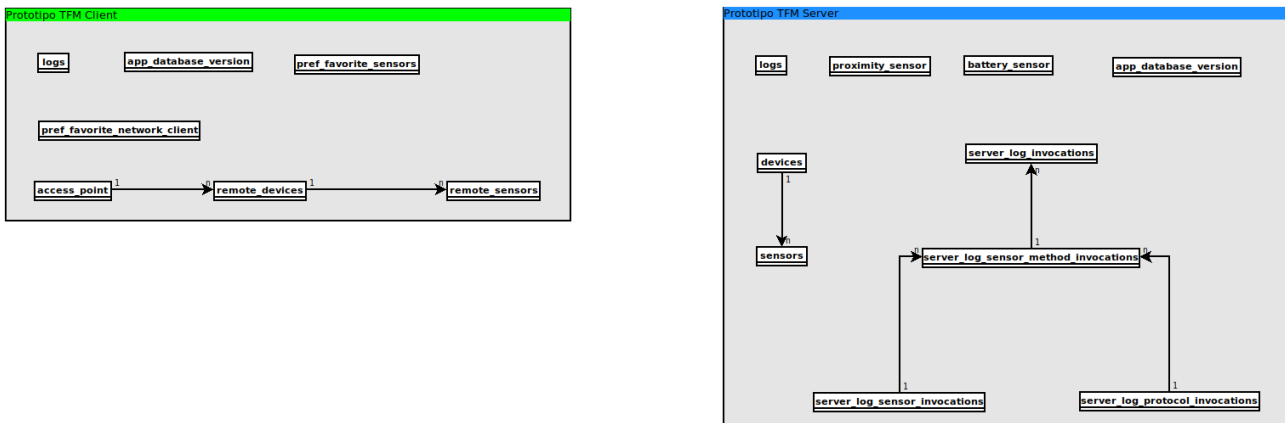 Prototipo TFM Client
logs
app_database_version
pref_favorite_sensors
pref_favorite_network_client
access_point
1
n
remote_devices
1
n
remote_sensors
Prototipo TFM Server
logs
proximity_sensor
battery_sensor
app_database_version
server_log_invocations
n
devices
1
n
sensors
1
n
server_log_sensor_method_invocations
n
1
server_log_sensor_invocations
1
server_log_protocol_invocations